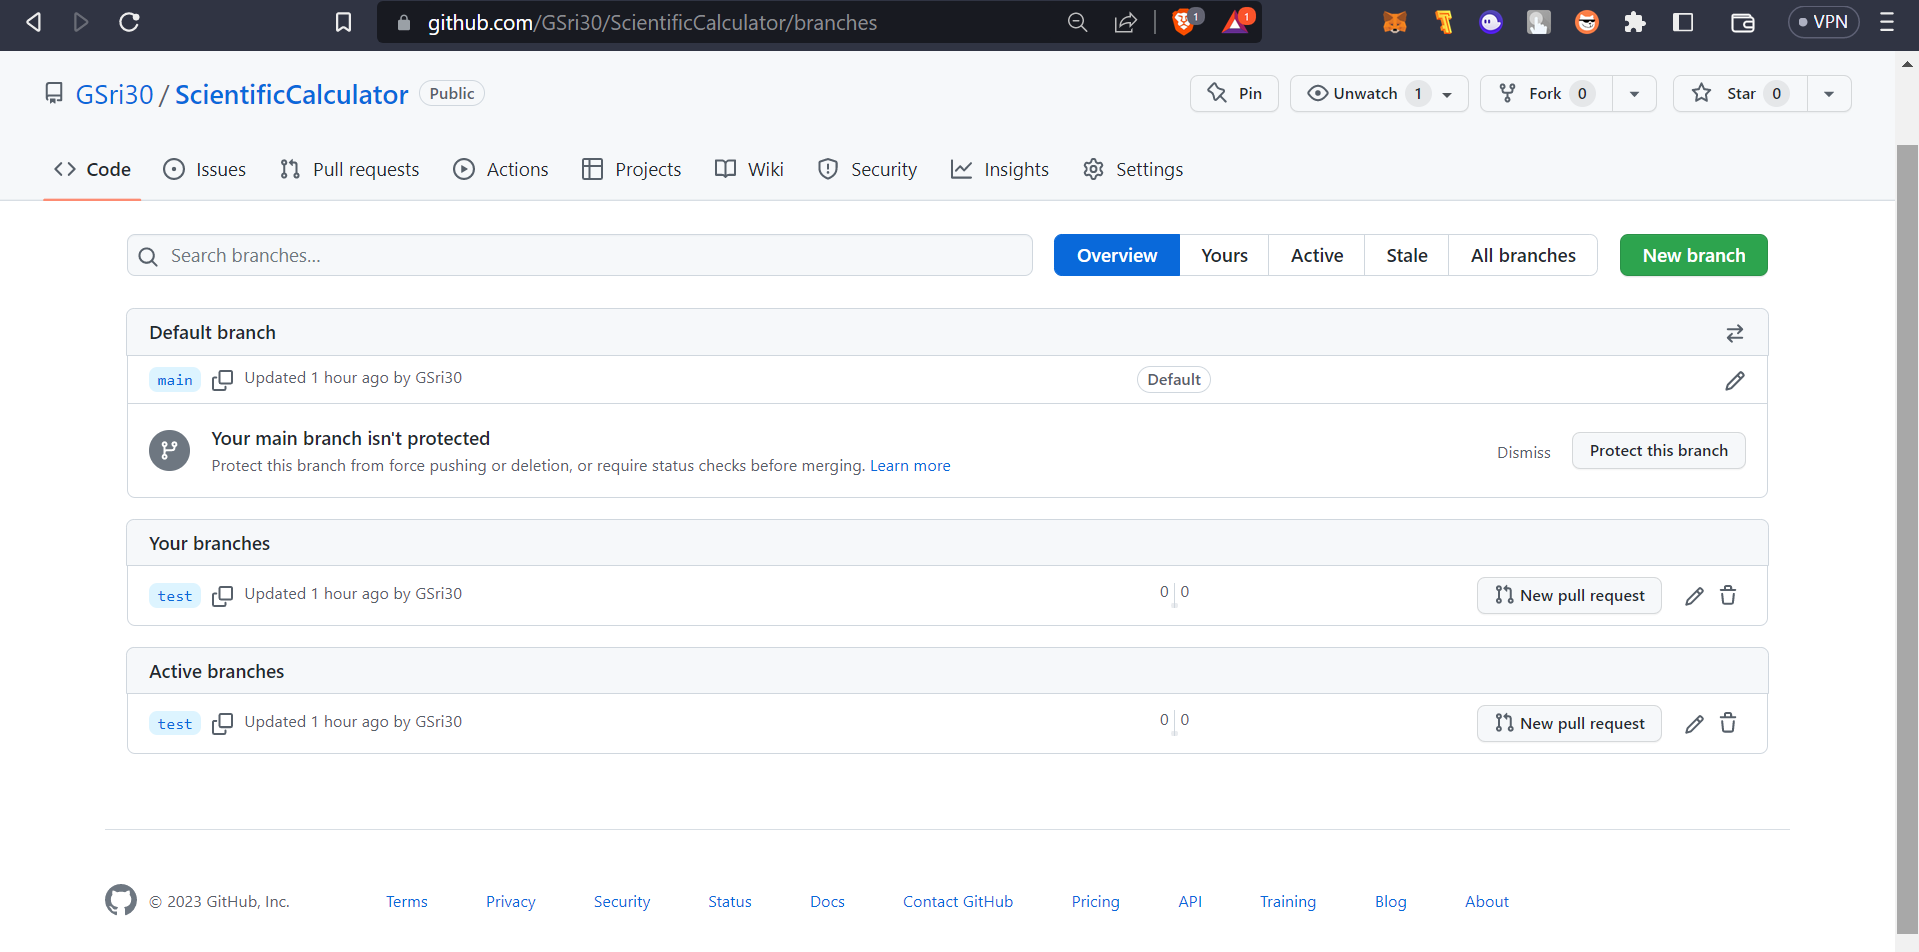 github.com/GSri30/ScientificCalculator/branches
1
1
VPN
GSri30 / ScientificCalculator Public
Pin
Unwatch 1
Fork 0
Star 0
Code
Issues
Pull requests
Actions
Projects
Wiki
Security
Insights
Settings
Search branches...
Overview
Yours
Active
Stale
All branches
New branch
Default branch
main Updated 1 hour ago by GSri30
Default
Your main branch isn't protected
Protect this branch from force pushing or deletion, or require status checks before merging. Learn more
Dismiss
Protect this branch
Your branches
test Updated 1 hour ago by GSri30
0 0
New pull request
Active branches
test Updated 1 hour ago by GSri30
0 0
New pull request
© 2023 GitHub, Inc.
Terms
Privacy
Security
Status
Docs
Contact GitHub
Pricing
API
Training
Blog
About